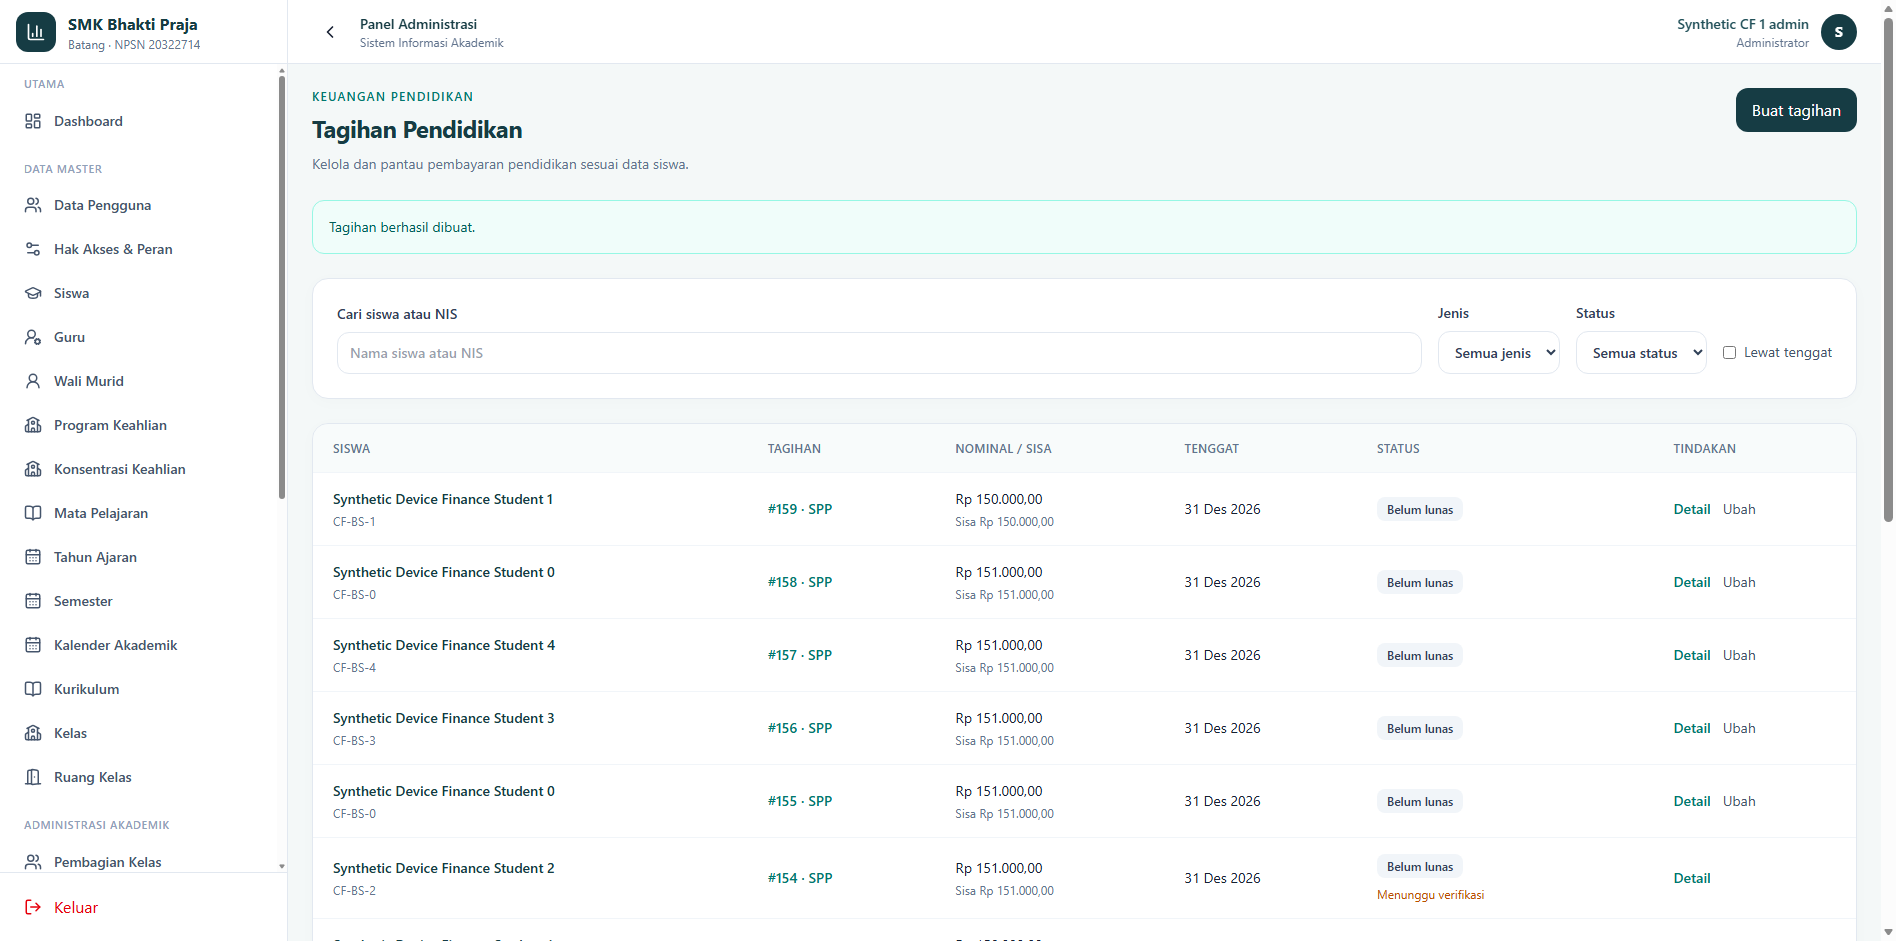 SMK Bhakti Praja
Batang · NPSN 20322714
UTAMA
Dashboard
DATA MASTER
Data Pengguna
Hak Akses & Peran
Siswa
Guru
Wali Murid
Program Keahlian
Konsentrasi Keahlian
Mata Pelajaran
Tahun Ajaran
Semester
Kalender Akademik
Kurikulum
Kelas
Ruang Kelas
ADMINISTRASI AKADEMIK
Pembagian Kelas
Keluar
Panel Administrasi
Sistem Informasi Akademik
Synthetic CF 1 admin
Administrator
S
KEUANGAN PENDIDIKAN
Tagihan Pendidikan
Kelola dan pantau pembayaran pendidikan sesuai data siswa.
Buat tagihan
Tagihan berhasil dibuat.
Cari siswa atau NIS
Nama siswa atau NIS
Jenis
Semua jenis
Status
Semua status
Lewat tenggat
SISWA TAGIHAN NOMINAL / SISA TENGGAT STATUS TINDAKAN
Synthetic Device Finance Student 1
CF-BS-1
#159 · SPP
Rp 150.000,00
Sisa Rp 150.000,00
31 Des 2026
Belum lunas
Detail Ubah
Synthetic Device Finance Student 0
CF-BS-0
#158 · SPP
Rp 151.000,00
Sisa Rp 151.000,00
31 Des 2026
Belum lunas
Detail Ubah
Synthetic Device Finance Student 4
CF-BS-4
#157 · SPP
Rp 151.000,00
Sisa Rp 151.000,00
31 Des 2026
Belum lunas
Detail Ubah
Synthetic Device Finance Student 3
CF-BS-3
#156 · SPP
Rp 151.000,00
Sisa Rp 151.000,00
31 Des 2026
Belum lunas
Detail Ubah
Synthetic Device Finance Student 0
CF-BS-0
#155 · SPP
Rp 151.000,00
Sisa Rp 151.000,00
31 Des 2026
Belum lunas
Detail Ubah
Synthetic Device Finance Student 2
CF-BS-2
#154 · SPP
Rp 151.000,00
Sisa Rp 151.000,00
31 Des 2026
Belum lunas
Menunggu verifikasi
Detail